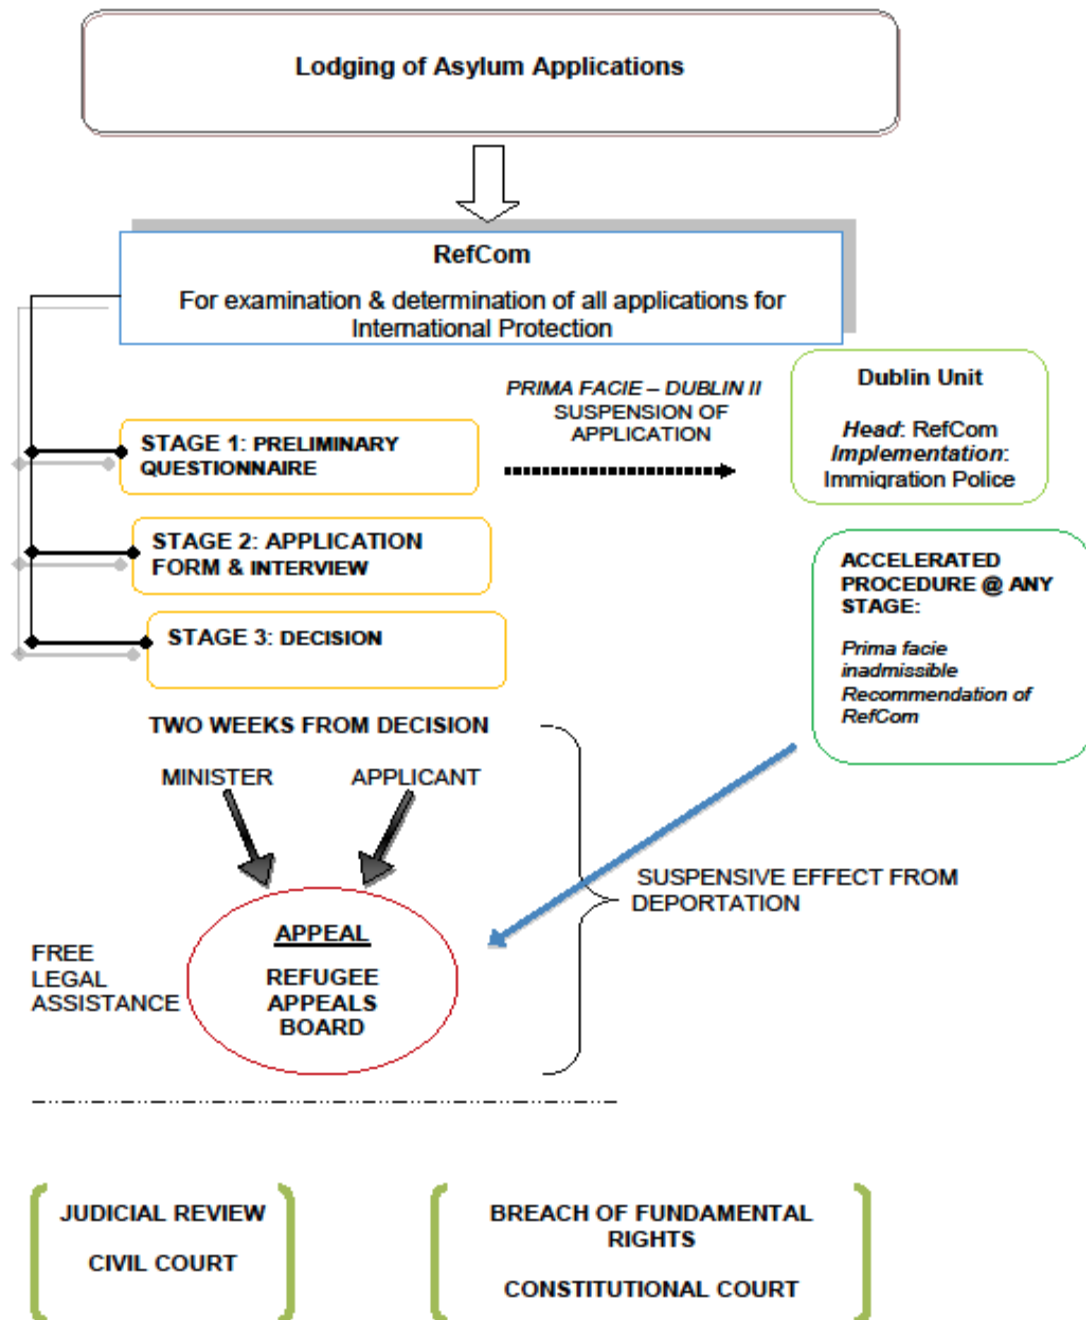 Lodging of Asylum Applications
RefCom
For examination & determination of all applications for
International Protection
PRIMA FACIE – DUBLIN II
SUSPENSION OF
APPLICATION
Dublin Unit
Head: RefCom
Implementation:
Immigration Police
STAGE 1: PRELIMINARY
QUESTIONNAIRE
STAGE 2: APPLICATION
FORM & INTERVIEW
STAGE 3: DECISION
ACCELERATED
PROCEDURE @ ANY
STAGE:
Prima facie
inadmissible
Recommendation of
RefCom
TWO WEEKS FROM DECISION
MINISTER
APPLICANT
SUSPENSIVE EFFECT FROM
DEPORTATION
APPEAL
REFUGEE
APPEALS
BOARD
FREE
LEGAL
ASSISTANCE
JUDICIAL REVIEW
CIVIL COURT
BREACH OF FUNDAMENTAL
RIGHTS
CONSTITUTIONAL COURT